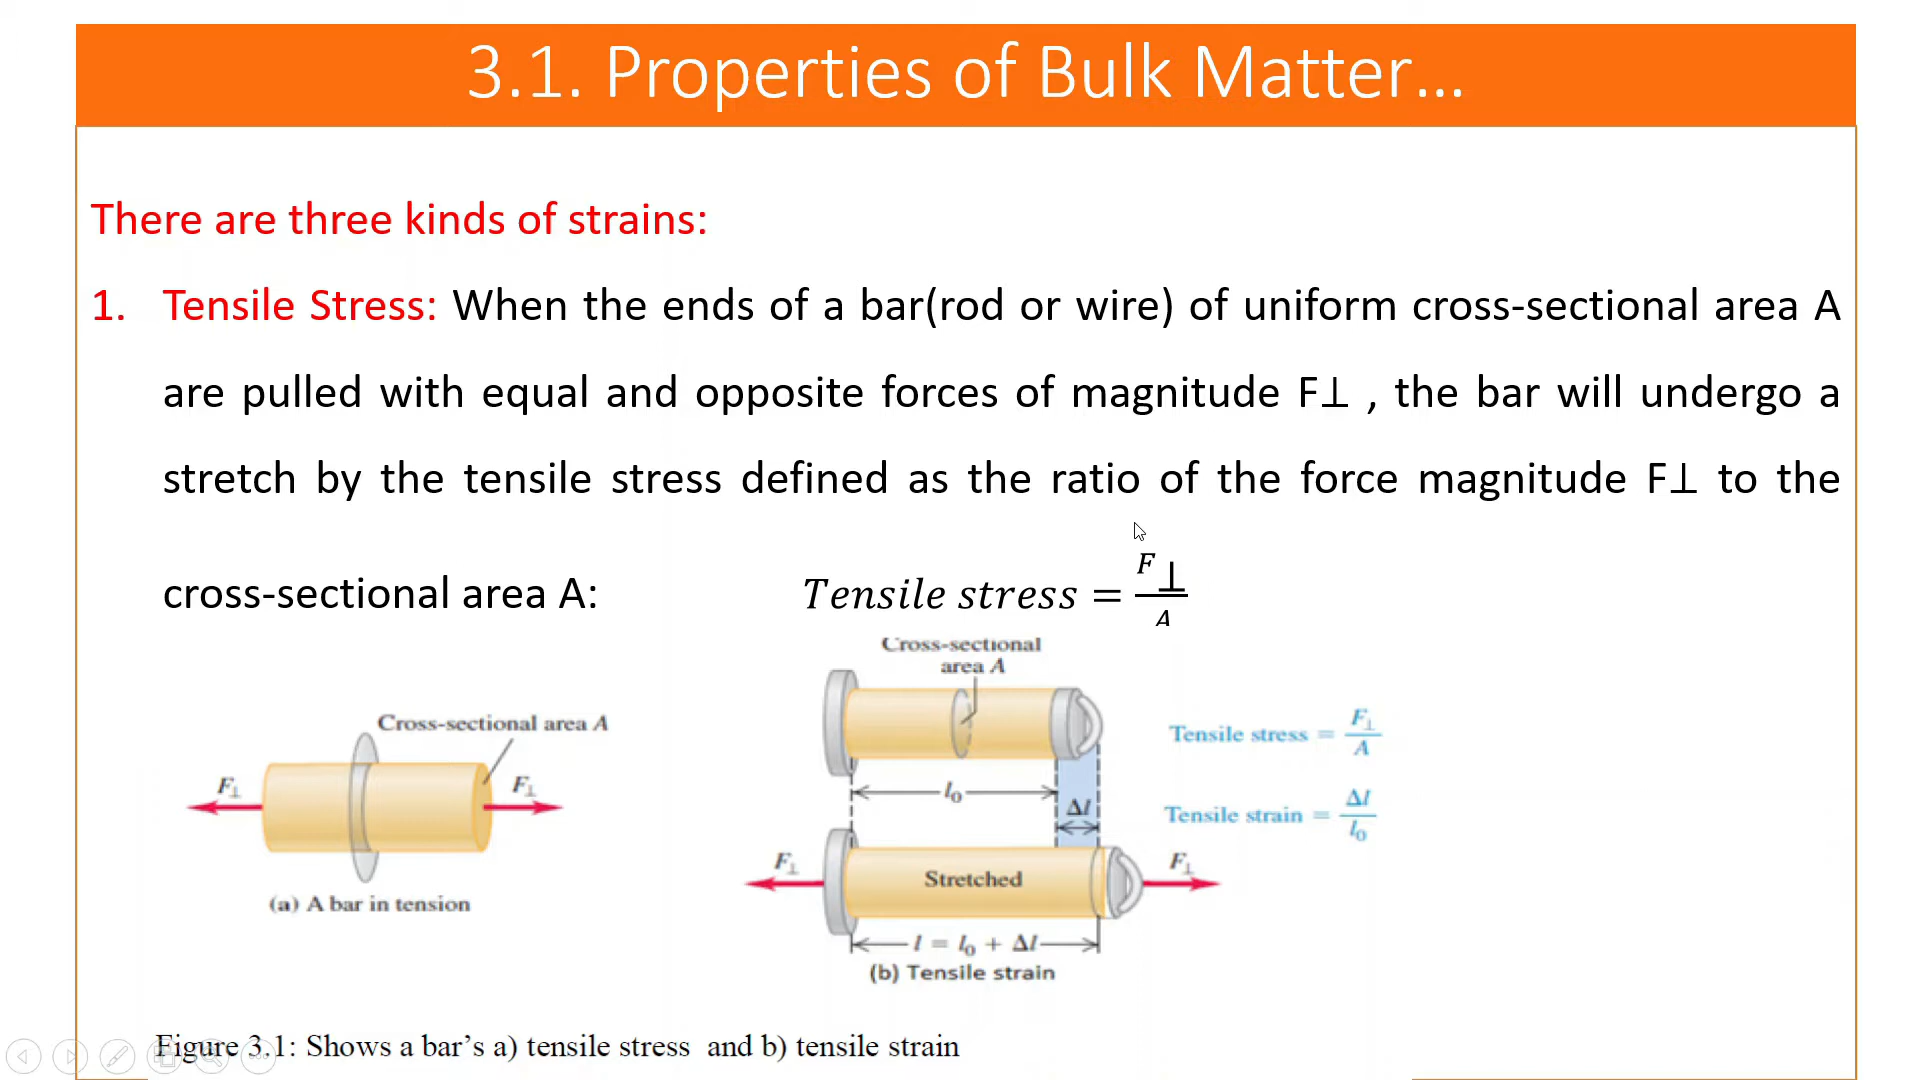 3.1. Properties of Bulk Matter...
There are three kinds of strains:
1. Tensile Stress: When the ends of a bar(rod or wire) of uniform cross-sectional area A
are pulled with equal and opposite forces of magnitude F⊥ , the bar will undergo a
stretch by the tensile stress defined as the ratio of the force magnitude F⊥ to the
cross-sectional area A: Tensile stress = F⊥/A
Cross-sectional
area A
Cross-sectional area A
F⊥
F⊥
(a) A bar in tension
l₀
Δl
F⊥
Stretched
F⊥
l = l₀ + Δl
(b) Tensile strain
Tensile stress = F⊥/A
Tensile strain = Δl/l₀
Figure 3.1: Shows a bar’s a) tensile stress and b) tensile strain